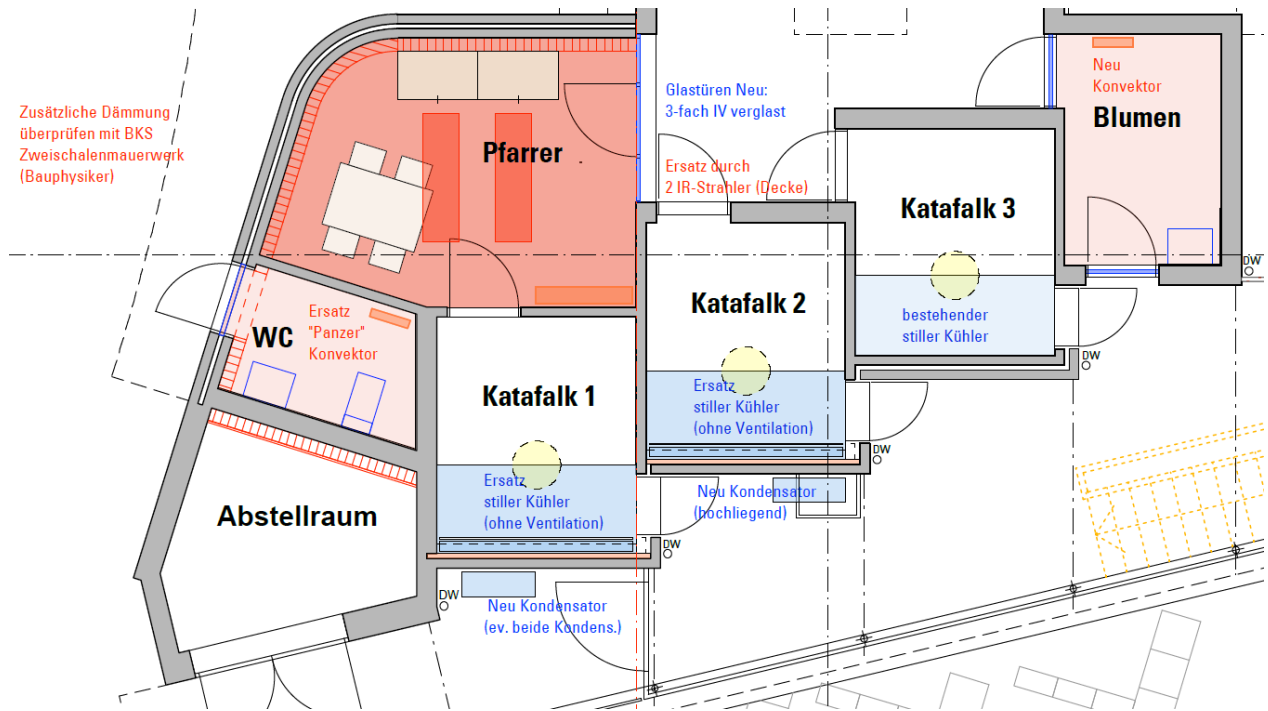 Zusätzliche Dämmung
überprüfen mit BKS
Zweischalenmauerwerk
(Bauphysiker)
Pfarrer
Glastüren Neu:
3-fach IV verglast
Ersatz durch
2 IR-Strahler (Decke)
Neu
Konvektor
Blumen
Katafalk 3
bestehender
stiller Kühler
DW
DW
Katafalk 2
Ersatz
stiller Kühler
(ohne Ventilation)
DW
Neu Kondensator
(hochliegend)
WC
Ersatz
"Panzer"
Konvektor
Katafalk 1
Ersatz
stiller Kühler
(ohne Ventilation)
DW
Abstellraum
DW
Neu Kondensator
(ev. beide Kondens.)